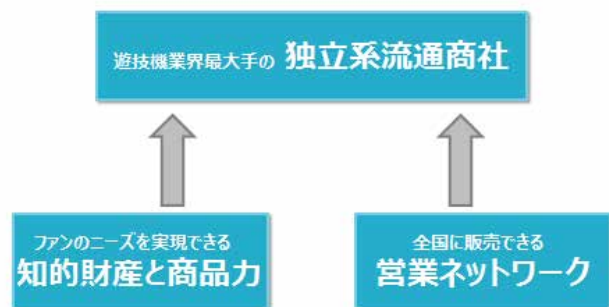 遊技機業界最大手の 独立系流通商社
ファンのニーズを実現できる
知的財産と商品力
全国に販売できる
営業ネットワーク